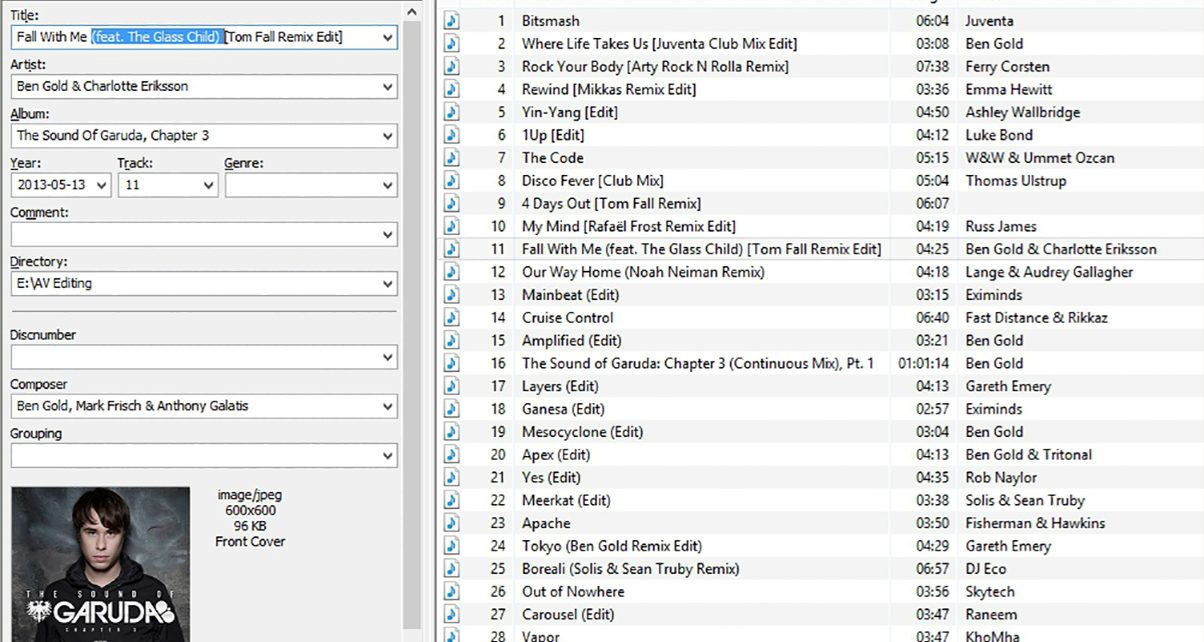 Title:
Fall With Me (feat. The Glass Child) [Tom Fall Remix Edit]
Artist:
Ben Gold & Charlotte Eriksson
Album:
The Sound Of Garuda, Chapter 3
Year: Track: Genre:
2013-05-13 11
Comment:
Directory:
E:\AV Editing
Discnumber
Composer
Ben Gold, Mark Frisch & Anthony Galatis
Grouping
image/jpeg
600x600
96 KB
Front Cover
THE SOUND OF
GARUDA
CHAPTER 3
1 Bitsmash 06:04 Juventa
2 Where Life Takes Us [Juventa Club Mix Edit] 03:08 Ben Gold
3 Rock Your Body [Arty Rock N Rolla Remix] 07:38 Ferry Corsten
4 Rewind [Mikkas Remix Edit] 03:36 Emma Hewitt
5 Yin-Yang [Edit] 04:50 Ashley Wallbridge
6 1Up [Edit] 04:12 Luke Bond
7 The Code 05:15 W&W & Ummet Ozcan
8 Disco Fever [Club Mix] 05:04 Thomas Ulstrup
9 4 Days Out [Tom Fall Remix] 06:07
10 My Mind [Rafaël Frost Remix Edit] 04:19 Russ James
11 Fall With Me (feat. The Glass Child) [Tom Fall Remix Edit] 04:25 Ben Gold & Charlotte Eriksson
12 Our Way Home (Noah Neiman Remix) 04:18 Lange & Audrey Gallagher
13 Mainbeat (Edit) 03:15 Eximinds
14 Cruise Control 06:40 Fast Distance & Rikkaz
15 Amplified (Edit) 03:21 Ben Gold
16 The Sound of Garuda: Chapter 3 (Continuous Mix), Pt. 1 01:01:14 Ben Gold
17 Layers (Edit) 04:13 Gareth Emery
18 Ganesa (Edit) 02:57 Eximinds
19 Mesocyclone (Edit) 03:04 Ben Gold
20 Apex (Edit) 04:13 Ben Gold & Tritonal
21 Yes (Edit) 04:35 Rob Naylor
22 Meerkat (Edit) 03:38 Solis & Sean Truby
23 Apache 03:50 Fisherman & Hawkins
24 Tokyo (Ben Gold Remix Edit) 04:29 Gareth Emery
25 Boreali (Solis & Sean Truby Remix) 06:57 DJ Eco
26 Out of Nowhere 03:56 Skytech
27 Carousel (Edit) 03:47 Raneem
28 Vapor 03:47 KhoMha